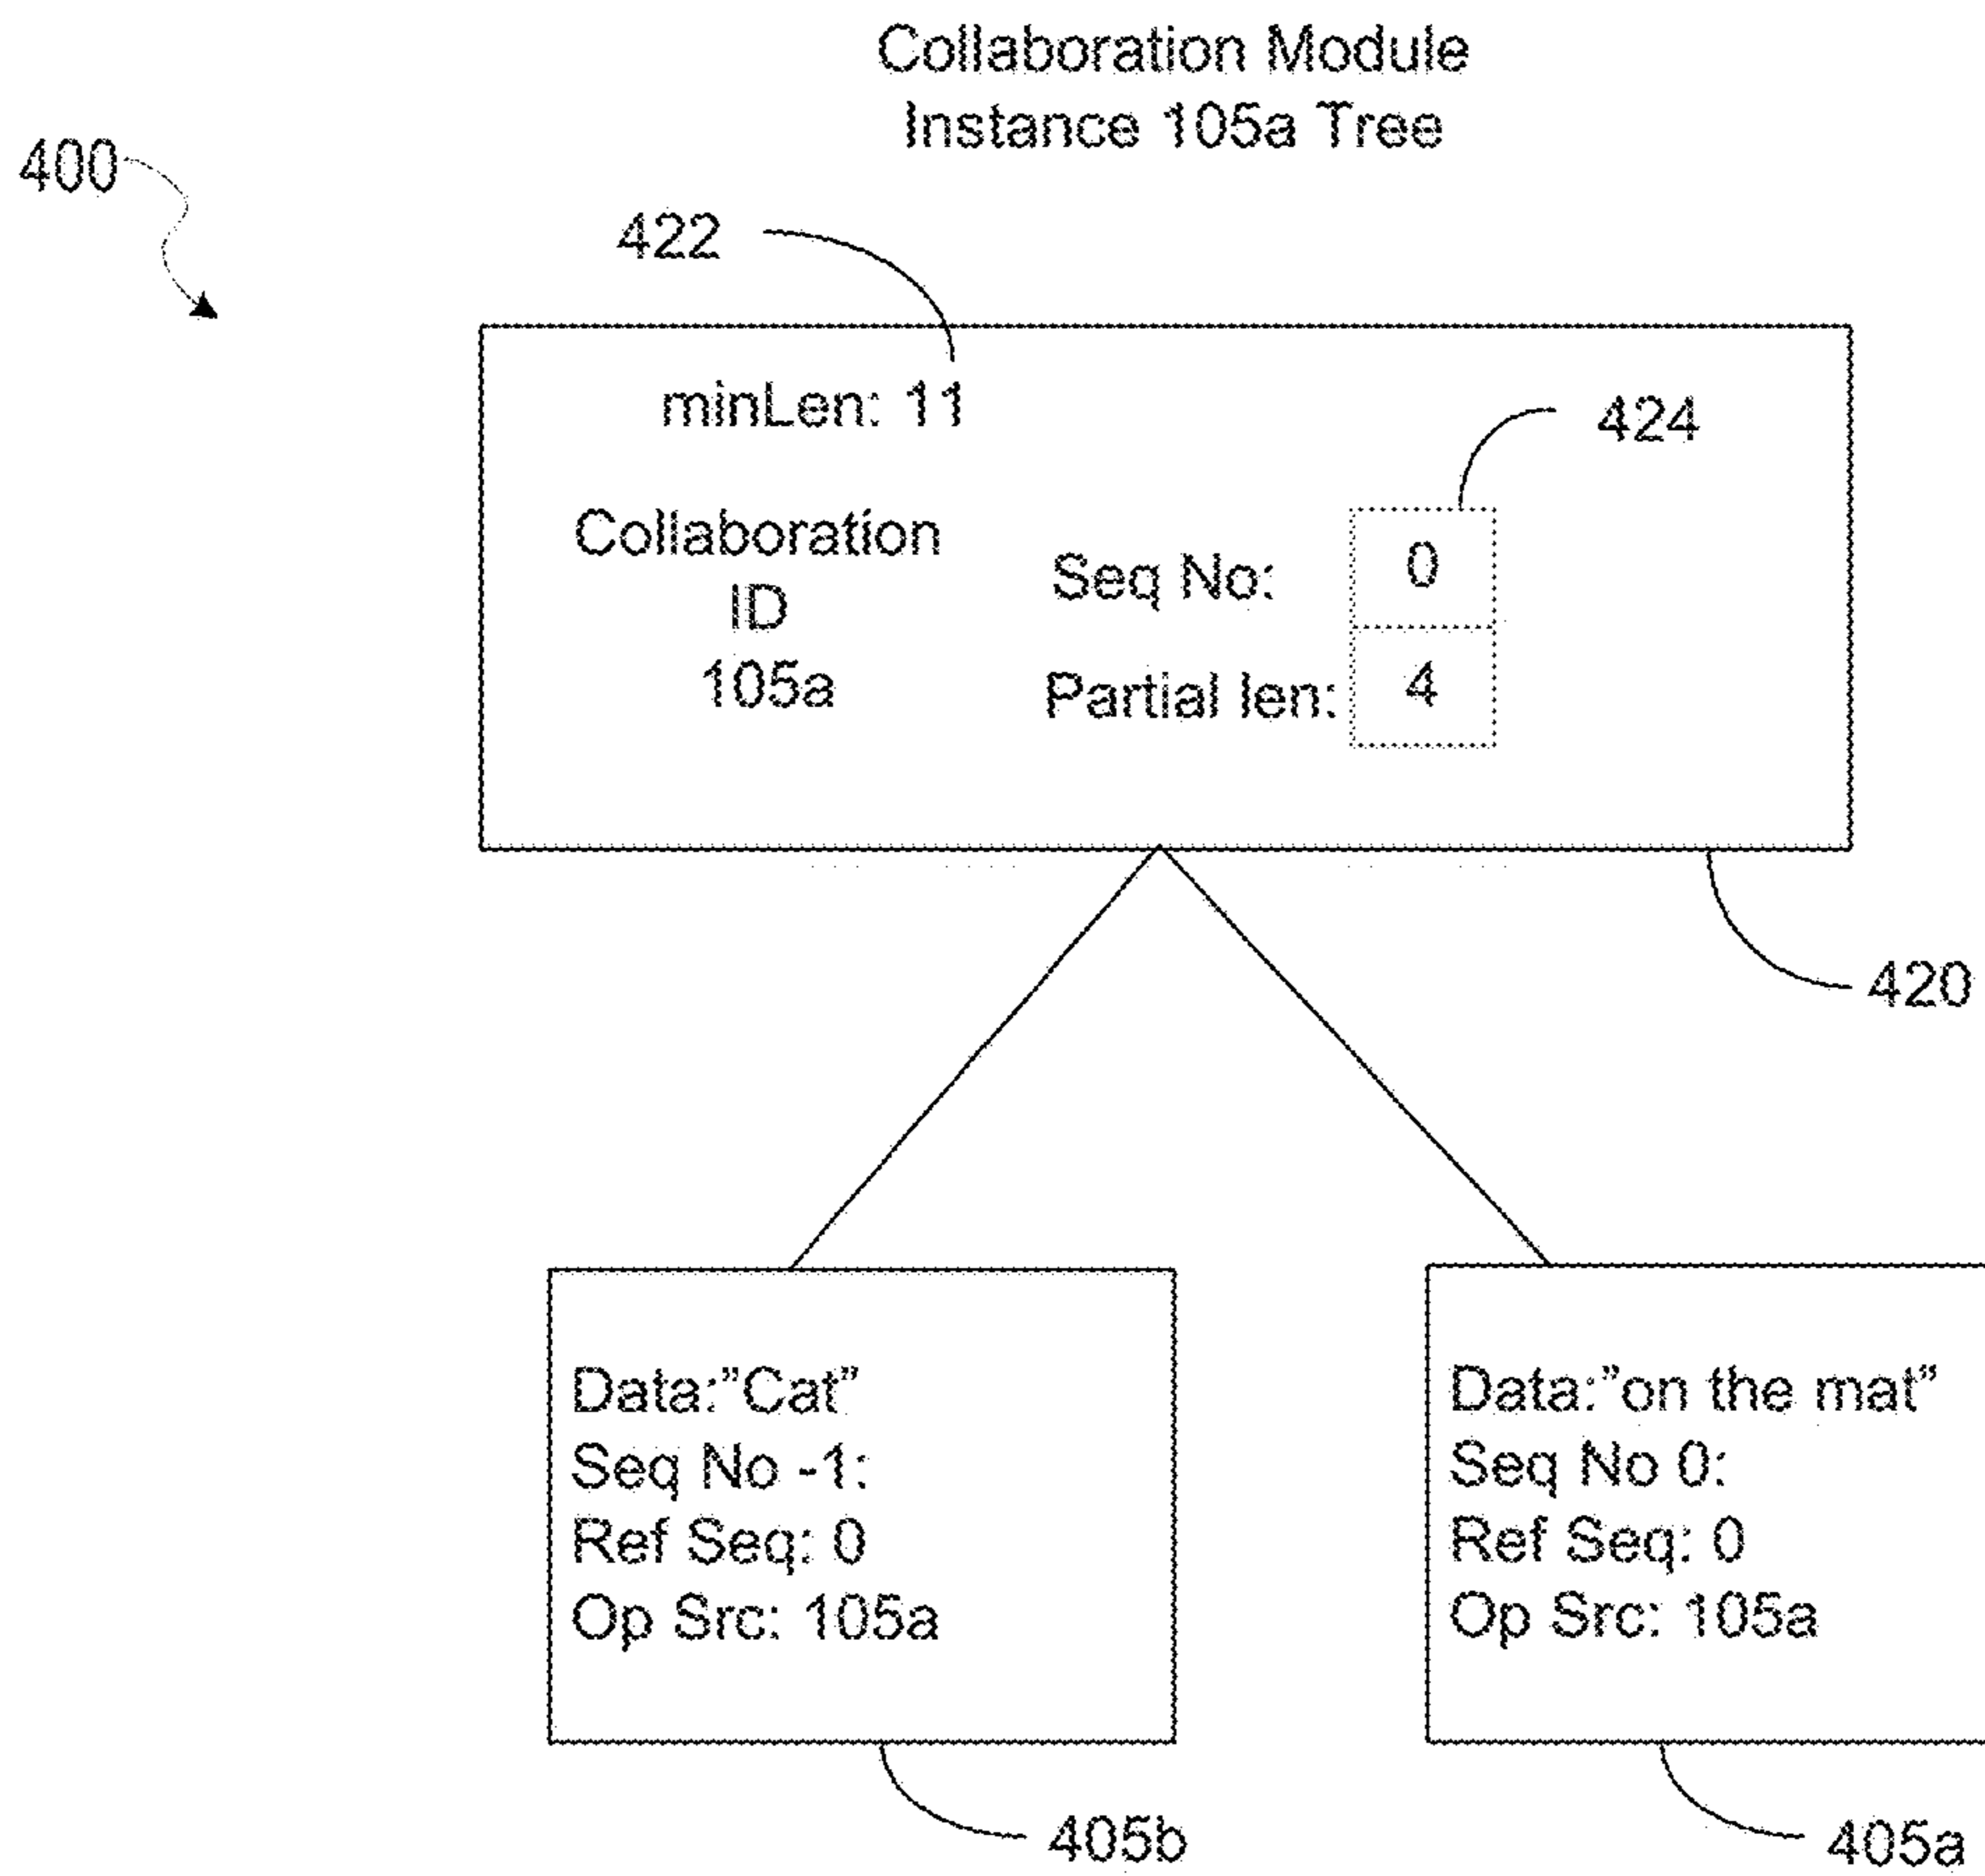 Collaboration Module
Instance 105a Tree
400
422
minLen: 11
424
Collaboration
ID
105a
Seq No:
0
Partial len:
4
420
Data:”Cat”
Seq No -1:
Ref Seq: 0
Op Src: 105a
405b
Data:”on the mat”
Seq No 0:
Ref Seq: 0
Op Src: 105a
405a